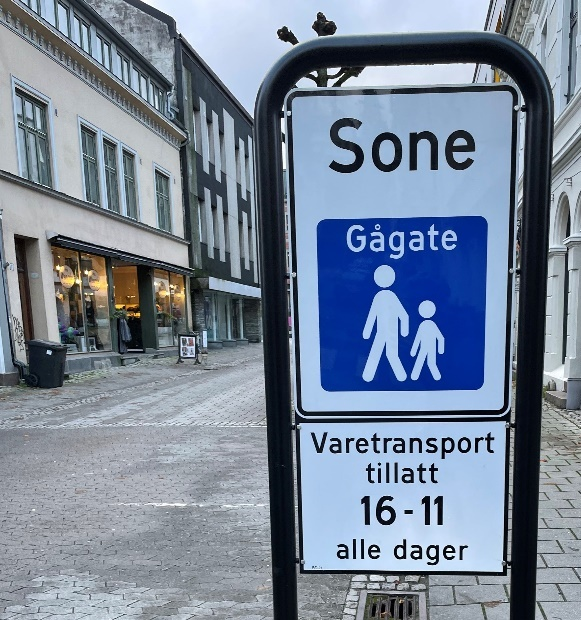 Sone
Gågate
Varetransport
tillatt
16-11
alle dager